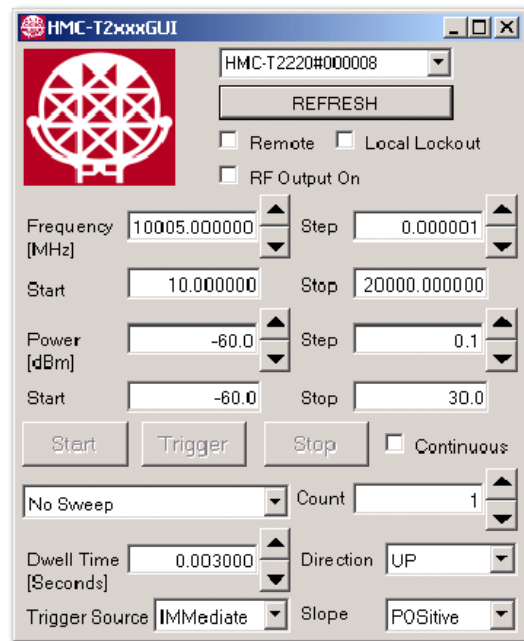 HMC-T2xxxGUI
HMC-T2220#000008
REFRESH
Remote Local Lockout
RF Output On
Frequency [MHz] 10005.000000 Step 0.000001
Start 10.000000 Stop 20000.000000
Power [dBm] -60.0 Step 0.1
Start -60.0 Stop 30.0
Start Trigger Stop Continuous
No Sweep Count 1
Dwell Time [Seconds] 0.003000 Direction UP
Trigger Source IMMediate Slope POSitive